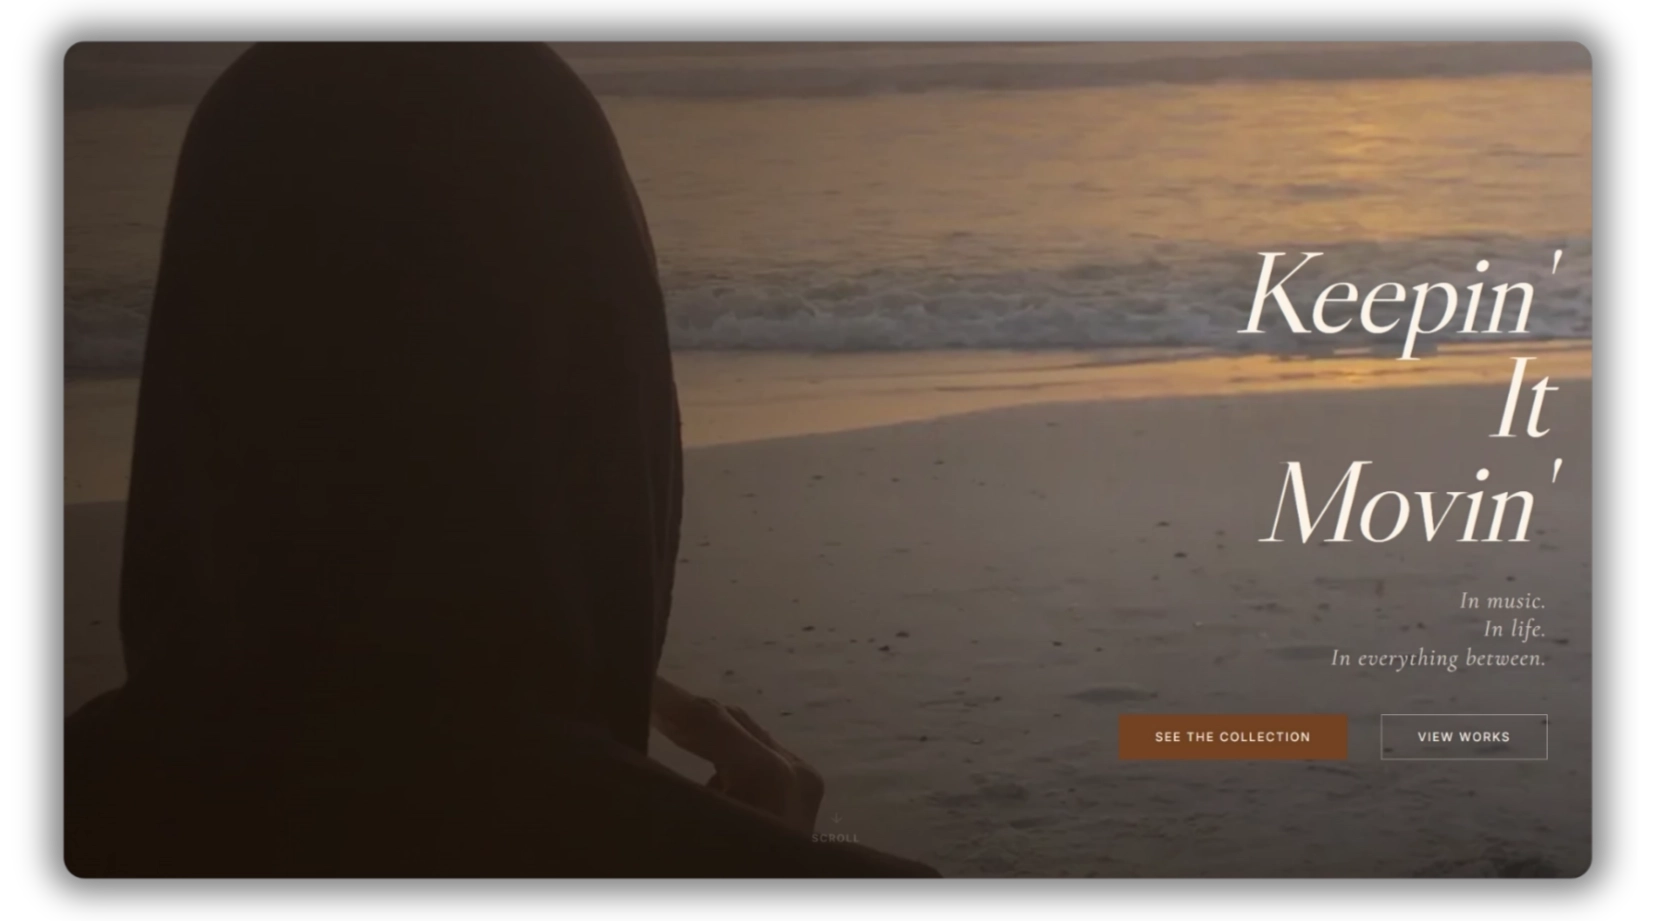 Keepin'
It
Movin'
In music.
In life.
In everything between.
SEE THE COLLECTION
VIEW WORKS
SCROLL